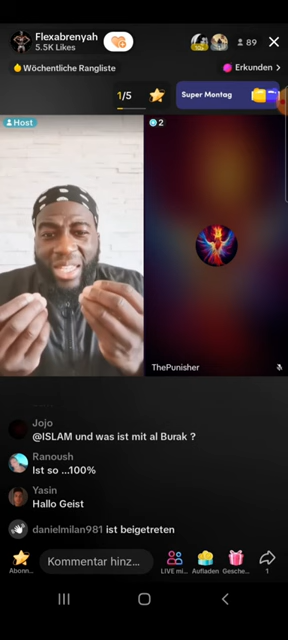 Flexabrenyah
5.5K Likes
89
Wöchentliche Rangliste
Erkunden >
1/5
Super Montag
Host
2
ThePunisher
Jojo
@ISLAM und was ist mit al Burak ?
Ranoush
Ist so ...100%
Yasin
Hallo Geist
danielmilan981 ist beigetreten
Abonn...
Kommentar hinz...
LIVE mi...
Aufladen
Gesche...
1